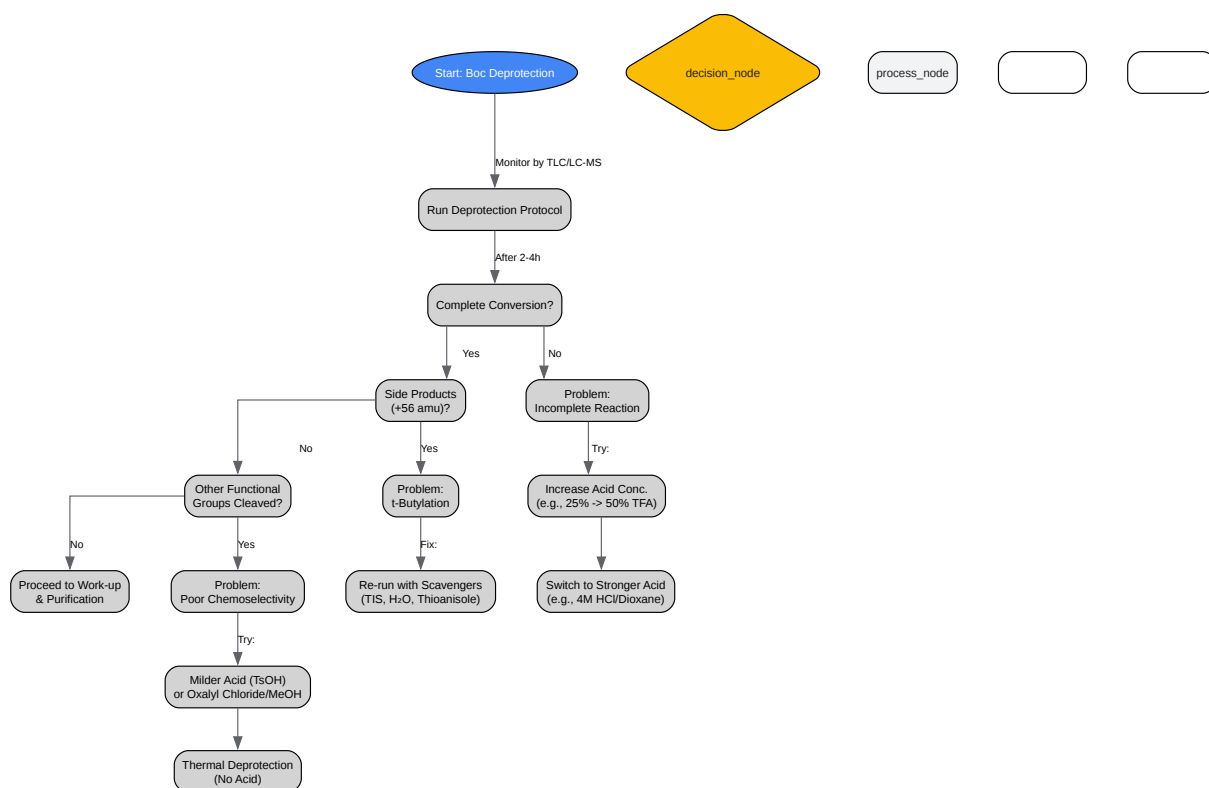 Start: Boc Deprotection
decision_node
process_node
Monitor by TLC/LC-MS
Run Deprotection Protocol
After 2-4h
Complete Conversion?
Yes
No
Side Products
(+56 amu)?
Problem:
Incomplete Reaction
No
Yes
Try:
Other Functional
Groups Cleaved?
Problem:
t-Butylation
Increase Acid Conc.
(e.g., 25% -> 50% TFA)
No
Yes
Fix:
Proceed to Work-up
& Purification
Problem:
Poor Chemoselectivity
Re-run with Scavengers
(TIS, H₂O, Thioanisole)
Switch to Stronger Acid
(e.g., 4M HCl/Dioxane)
Try:
Milder Acid (TsOH)
or Oxalyl Chloride/MeOH
Thermal Deprotection
(No Acid)